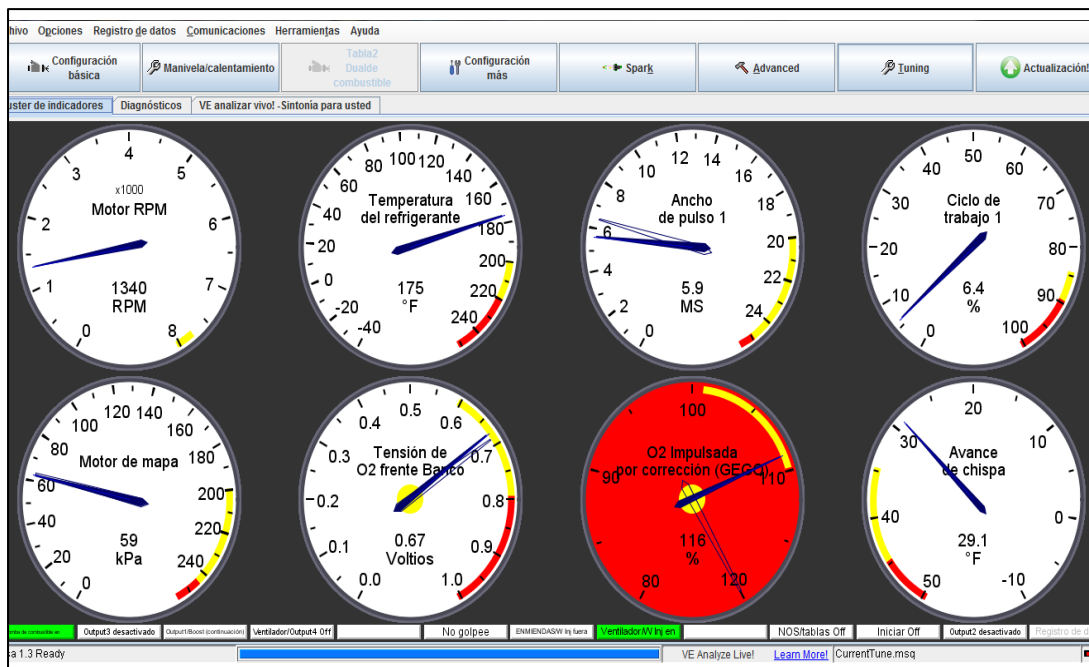 hivo Opciones Registro de datos Comunicaciones Herramientas Ayuda
Configuración básica
Manivela/calentamiento
Tabla2 Dualde combustible
Configuración más
Spark
Advanced
Tuning
Actualización!
uster de indicadores
Diagnósticos
VE analizar vivo! -Sintonía para usted
0 1 2 3 4 5 6 7 8
x1000
Motor RPM
1340
RPM
-40 -20 0 20 40 60 80 100 120 140 160 180 200 220 240
Temperatura
del refrigerante
175
°F
0 2 4 6 8 10 12 14 16 18 20 22 24
Ancho
de pulso 1
5.9
MS
0 10 20 30 40 50 60 70 80 90 100
Ciclo de
trabajo 1
6.4
%
0 20 40 60 80 100 120 140 160 180 200 220 240
Motor de mapa
59
kPa
0.0 0.1 0.2 0.3 0.4 0.5 0.6 0.7 0.8 0.9 1.0
Tensión de
O2 frente Banco
0.67
Voltios
80 90 100 110 120
O2 Impulsada
por corrección (GECO)
116
%
50 40 30 20 10 0 -10
Avance
de chispa
29.1
°F
Output3 desactivado
Output1/Boost (continuación)
Ventilador/Output4 Off
No golpee
ENMIENDAS/W Inj fuera
Ventilador/W Inj en
NOS/tablas Off
Iniciar Off
Output2 desactivado
Registro de d
sa 1.3 Ready
VE Analyze Live!
Learn More!
CurrentTune.msq